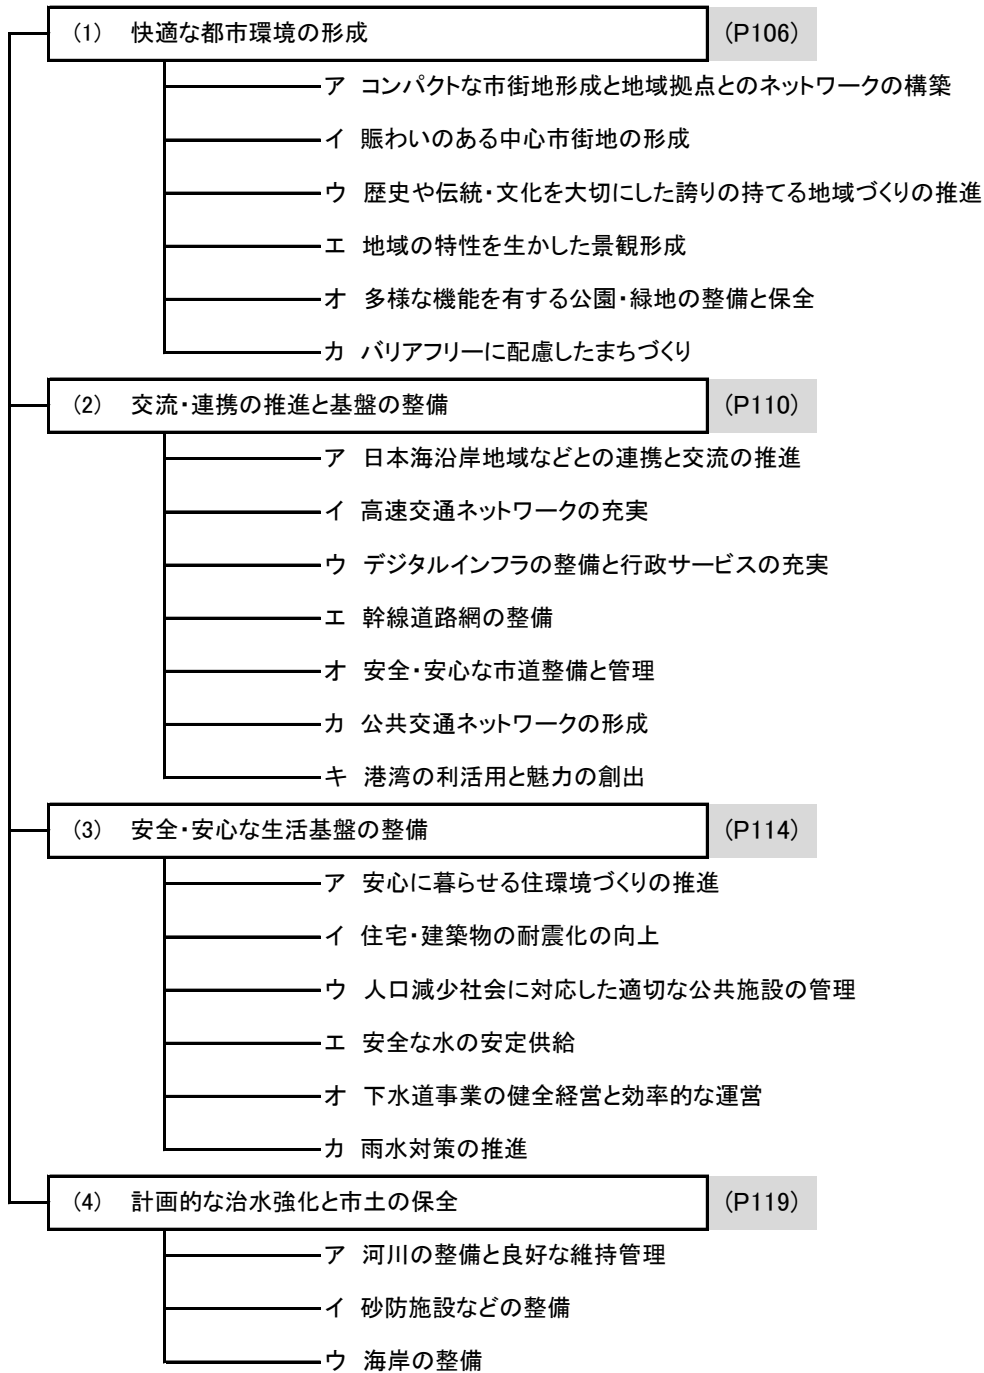 (1) 快適な都市環境の形成 (P106)
ア コンパクトな市街地形成と地域拠点とのネットワークの構築
イ 賑わいのある中心市街地の形成
ウ 歴史や伝統・文化を大切にした誇りの持てる地域づくりの推進
エ 地域の特性を生かした景観形成
オ 多様な機能を有する公園・緑地の整備と保全
カ バリアフリーに配慮したまちづくり
(2) 交流・連携の推進と基盤の整備 (P110)
ア 日本海沿岸地域などとの連携と交流の推進
イ 高速交通ネットワークの充実
ウ デジタルインフラの整備と行政サービスの充実
エ 幹線道路網の整備
オ 安全・安心な市道整備と管理
カ 公共交通ネットワークの形成
キ 港湾の利活用と魅力の創出
(3) 安全・安心な生活基盤の整備 (P114)
ア 安心に暮らせる住環境づくりの推進
イ 住宅・建築物の耐震化の向上
ウ 人口減少社会に対応した適切な公共施設の管理
エ 安全な水の安定供給
オ 下水道事業の健全経営と効率的な運営
カ 雨水対策の推進
(4) 計画的な治水強化と市土の保全 (P119)
ア 河川の整備と良好な維持管理
イ 砂防施設などの整備
ウ 海岸の整備